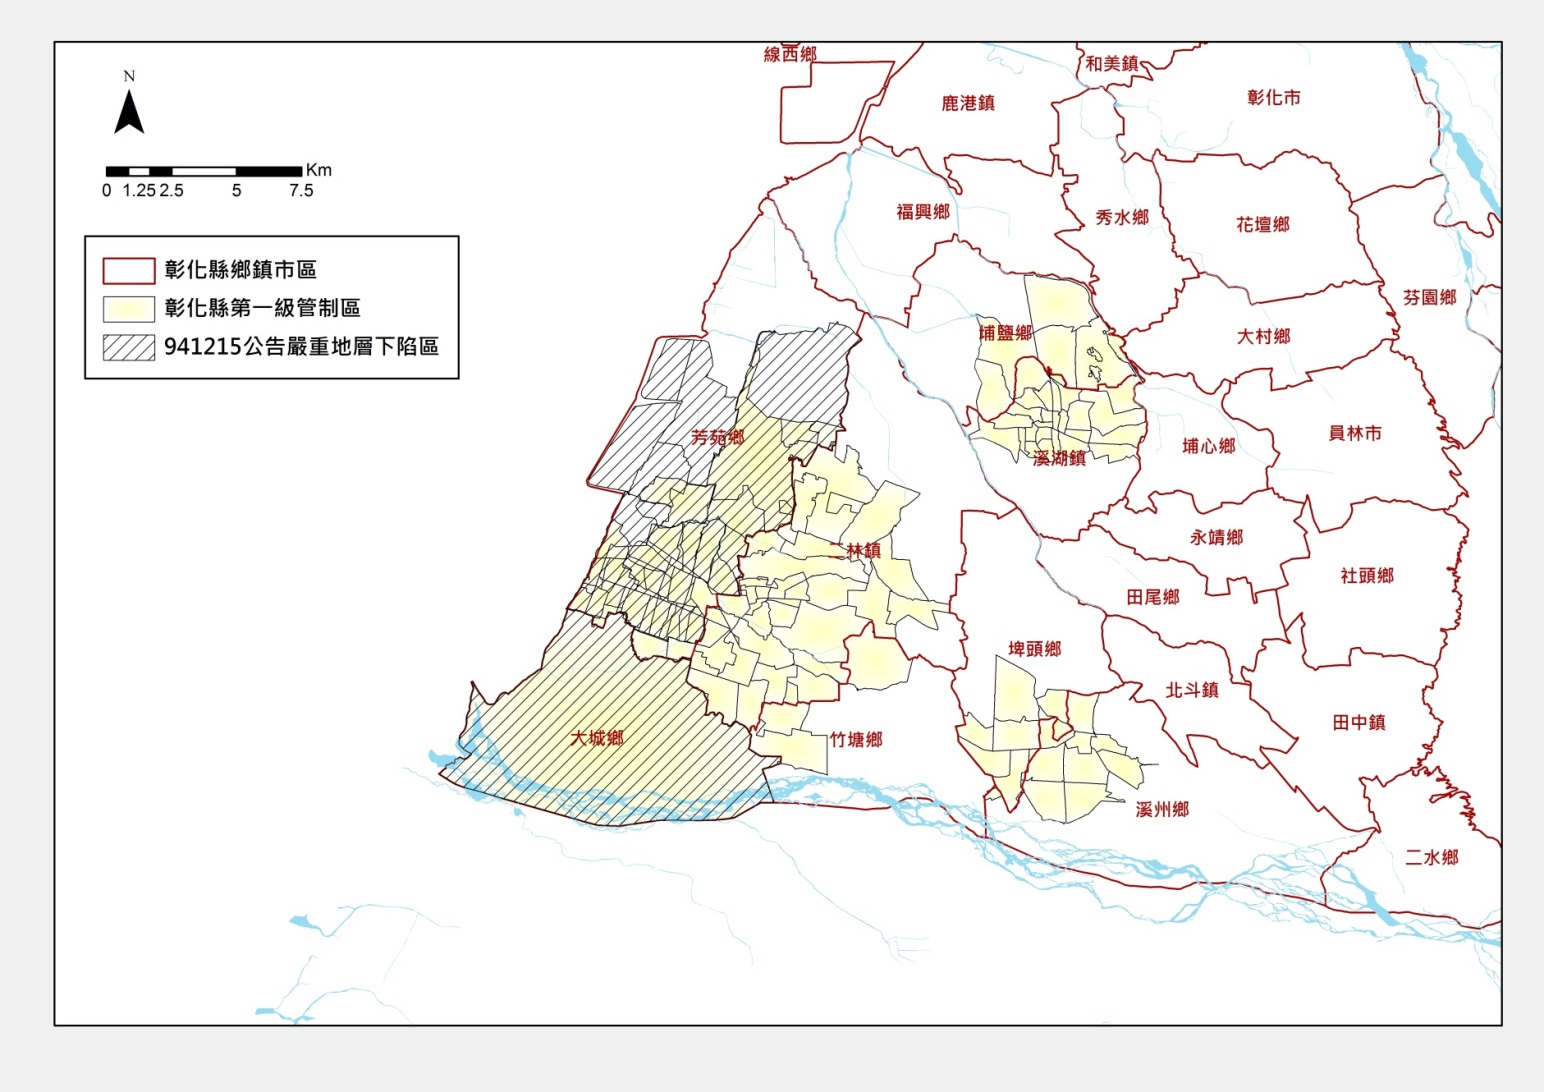 N
Km
0 1.25 2.5 5 7.5
彰化縣鄉鎮市區
彰化縣第一級管制區
941215公告嚴重地層下陷區
線西鄉
和美鎮
鹿港鎮
彰化市
福興鄉
秀水鄉
花壇鄉
芬園鄉
埔鹽鄉
大村鄉
芳苑鄉
溪湖鎮
埔心鄉
員林市
二林鎮
永靖鄉
社頭鄉
田尾鄉
埤頭鄉
北斗鎮
田中鎮
大城鄉
竹塘鄉
溪州鄉
二水鄉